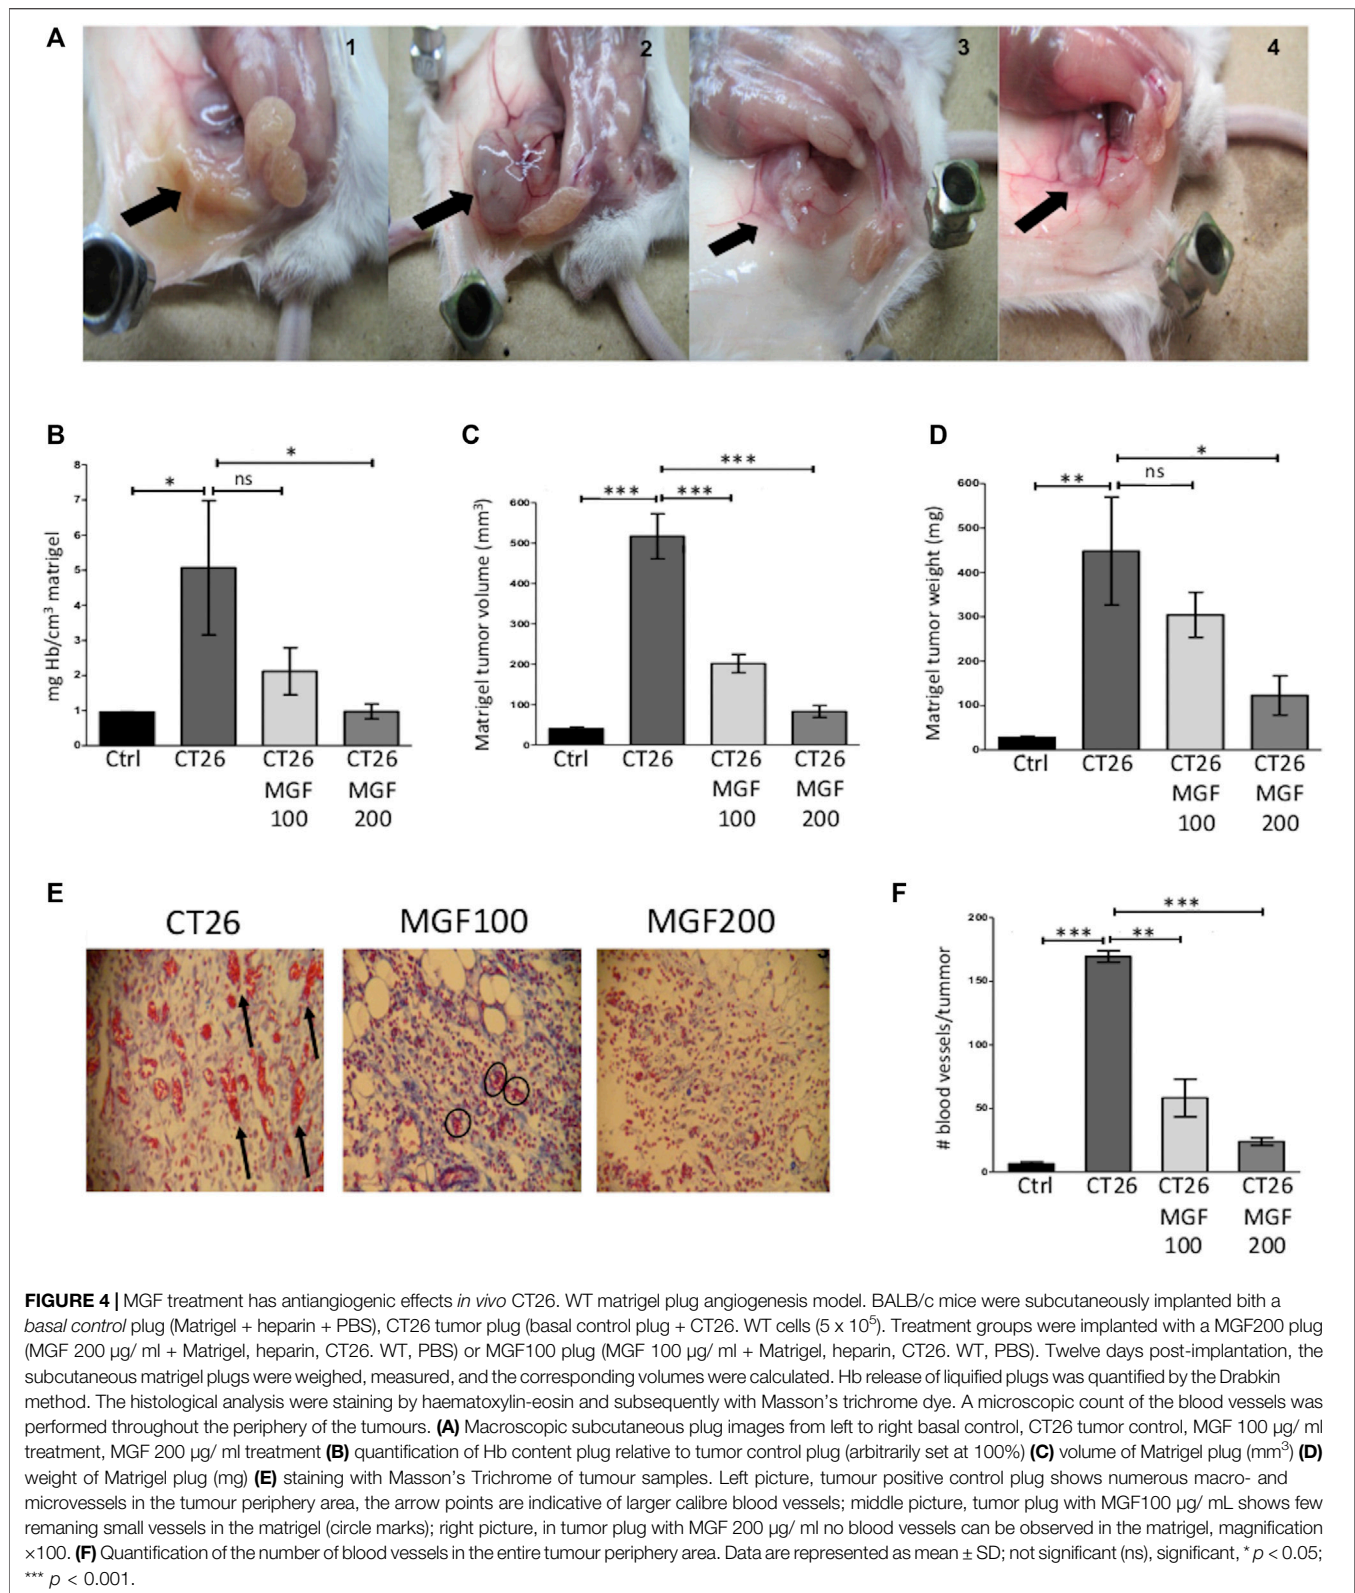 A
1
2
3
4
B
mg Hb/cm³ matrigel
8
7
6
5
4
3
2
1
0
*
ns
*
Ctrl
CT26
CT26
MGF
100
CT26
MGF
200
C
Matrigel tumor volume (mm³)
600
500
400
300
200
100
0
***
***
***
Ctrl
CT26
CT26
MGF
100
CT26
MGF
200
D
Matrigel tumor weight (mg)
600
500
400
300
200
100
0
**
ns
*
Ctrl
CT26
CT26
MGF
100
CT26
MGF
200
E
CT26
MGF100
MGF200
3
F
# blood vessels/tumor
200
150
100
50
0
***
**
***
Ctrl
CT26
CT26
MGF
100
CT26
MGF
200
FIGURE 4 | MGF treatment has antiangiogenic effects in vivo CT26. WT matrigel plug angiogenesis model. BALB/c mice were subcutaneously implanted bith a
basal control plug (Matrigel + heparin + PBS), CT26 tumor plug (basal control plug + CT26. WT cells (5 x 10⁵). Treatment groups were implanted with a MGF200 plug
(MGF 200 µg/ ml + Matrigel, heparin, CT26. WT, PBS) or MGF100 plug (MGF 100 µg/ ml + Matrigel, heparin, CT26. WT, PBS). Twelve days post-implantation, the
subcutaneous matrigel plugs were weighed, measured, and the corresponding volumes were calculated. Hb release of liquified plugs was quantified by the Drabkin
method. The histological analysis were staining by haematoxylin-eosin and subsequently with Masson's trichrome dye. A microscopic count of the blood vessels was
performed throughout the periphery of the tumours. (A) Macroscopic subcutaneous plug images from left to right basal control, CT26 tumor control, MGF 100 µg/ ml
treatment, MGF 200 µg/ ml treatment (B) quantification of Hb content plug relative to tumor control plug (arbitrarily set at 100%) (C) volume of Matrigel plug (mm³) (D)
weight of Matrigel plug (mg) (E) staining with Masson's Trichrome of tumour samples. Left picture, tumour positive control plug shows numerous macro- and
microvessels in the tumour periphery area, the arrow points are indicative of larger calibre blood vessels; middle picture, tumor plug with MGF100 µg/ mL shows few
remaning small vessels in the matrigel (circle marks); right picture, in tumor plug with MGF 200 µg/ ml no blood vessels can be observed in the matrigel, magnification
×100. (F) Quantification of the number of blood vessels in the entire tumour periphery area. Data are represented as mean ± SD; not significant (ns), significant, * p < 0.05;
*** p < 0.001.